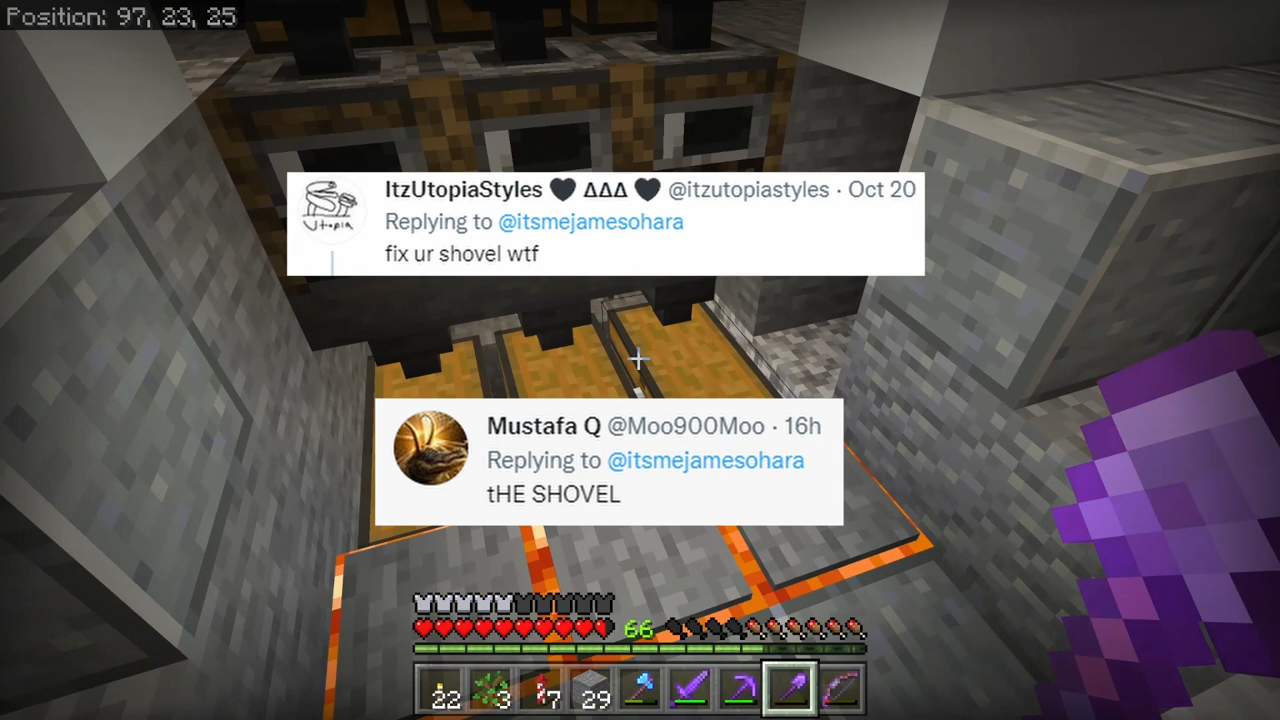 Position: 97, 23, 25
ItzUtopiaStyles 🖤 ΔΔΔ 🖤 @itzutopiastyles · Oct 20
Utopia
Replying to @itsmejamesohara
fix ur shovel wtf
Mustafa Q @Moo900Moo · 16h
Replying to @itsmejamesohara
tHE SHOVEL
66
22 3 7 29